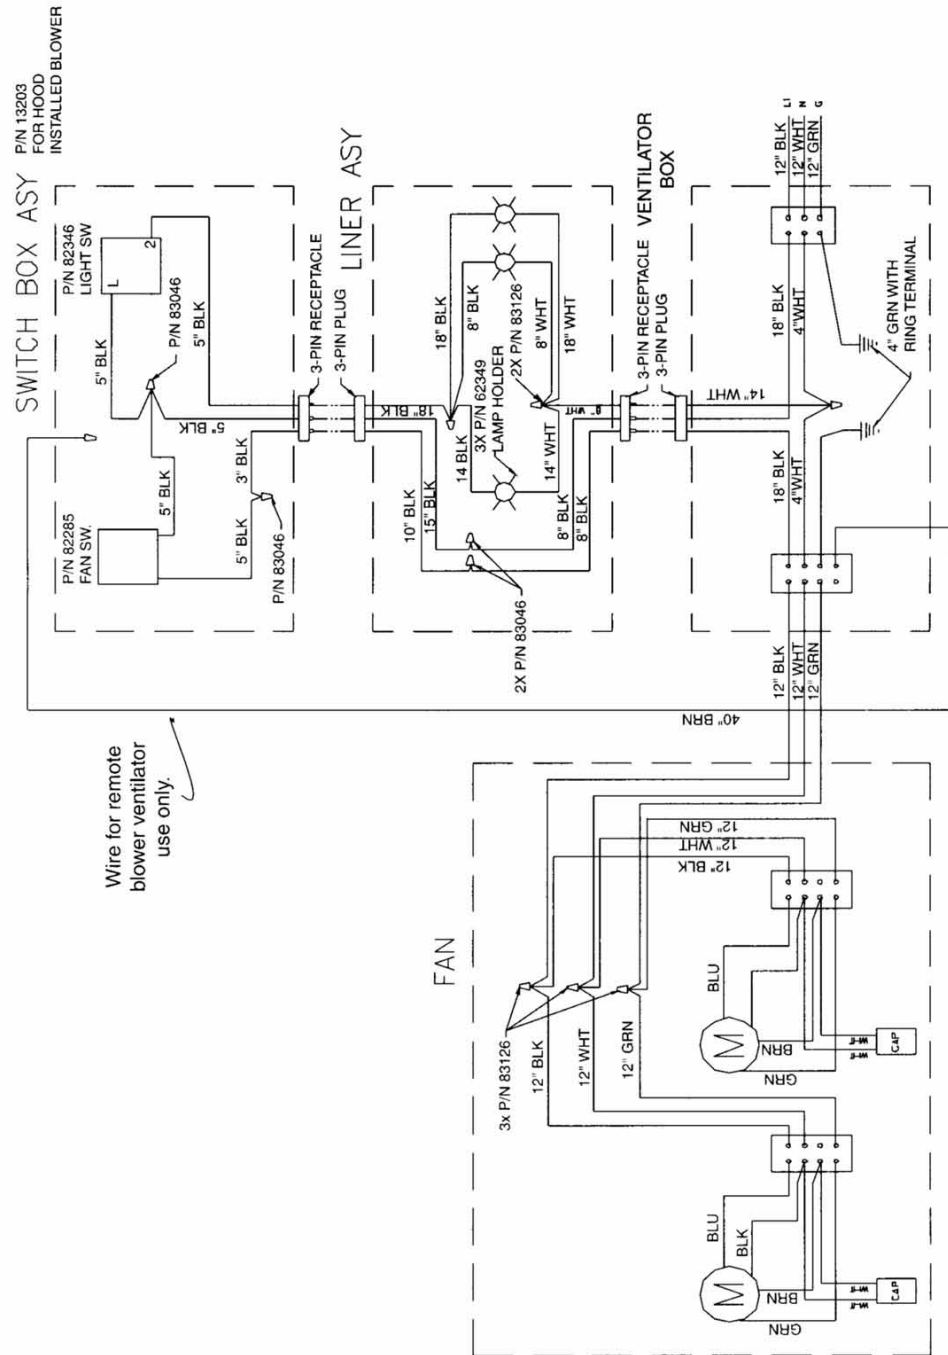 SWITCH BOX ASY
P/N 13203
FOR HOOD
INSTALLED BLOWER
P/N 82346
LIGHT SW
L
2
5" BLK
P/N 83046
5" BLK
5" BLK
P/N 82285
FAN SW.
5" BLK
3" BLK
5" BLK
P/N 83046
3-PIN RECEPTACLE
3-PIN PLUG
LINER ASY
18" BLK
8" BLK
18" BLK
14 BLK
3X P/N 62349
LAMP HOLDER
2X P/N 83126
8" WHT
18" WHT
14" WHT
8" WHT
10" BLK
15" BLK
8" BLK
8" BLK
2X P/N 83046
3-PIN RECEPTACLE
3-PIN PLUG
VENTILATOR
BOX
14" WHT
12" BLK
12" WHT
12" GRN
L1
N
G
18" BLK
4"WHT
4" GRN WITH
RING TERMINAL
18" BLK
4"WHT
12" BLK
12" WHT
12" GRN
40" BRN
Wire for remote
blower ventilator
use only.
FAN
3x P/N 83126
12" GRN
12" WHT
12" BLK
12" BLK
12" WHT
12" GRN
BLU
M
BRN
GRN
WHT
WHT
CAP
BLU
BLK
M
BRN
GRN
WHT
WHT
CAP